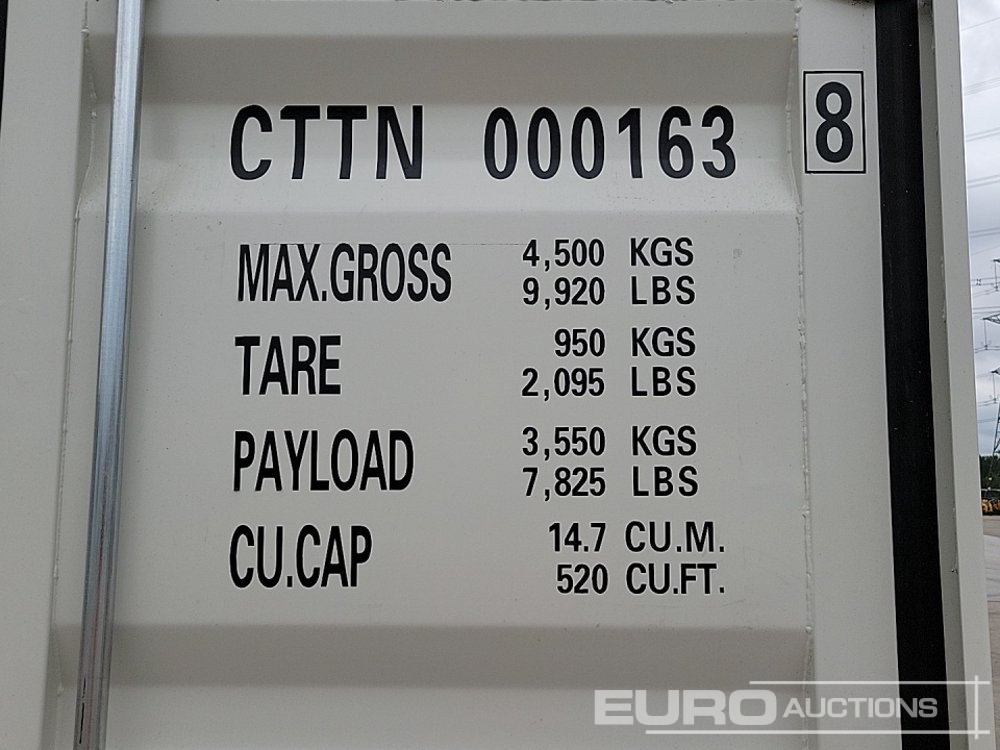 CTTN 000163 8
MAX.GROSS 4,500 KGS
9,920 LBS
TARE 950 KGS
2,095 LBS
PAYLOAD 3,550 KGS
7,825 LBS
CU.CAP 14.7 CU.M.
520 CU.FT.
EURO AUCTIONS